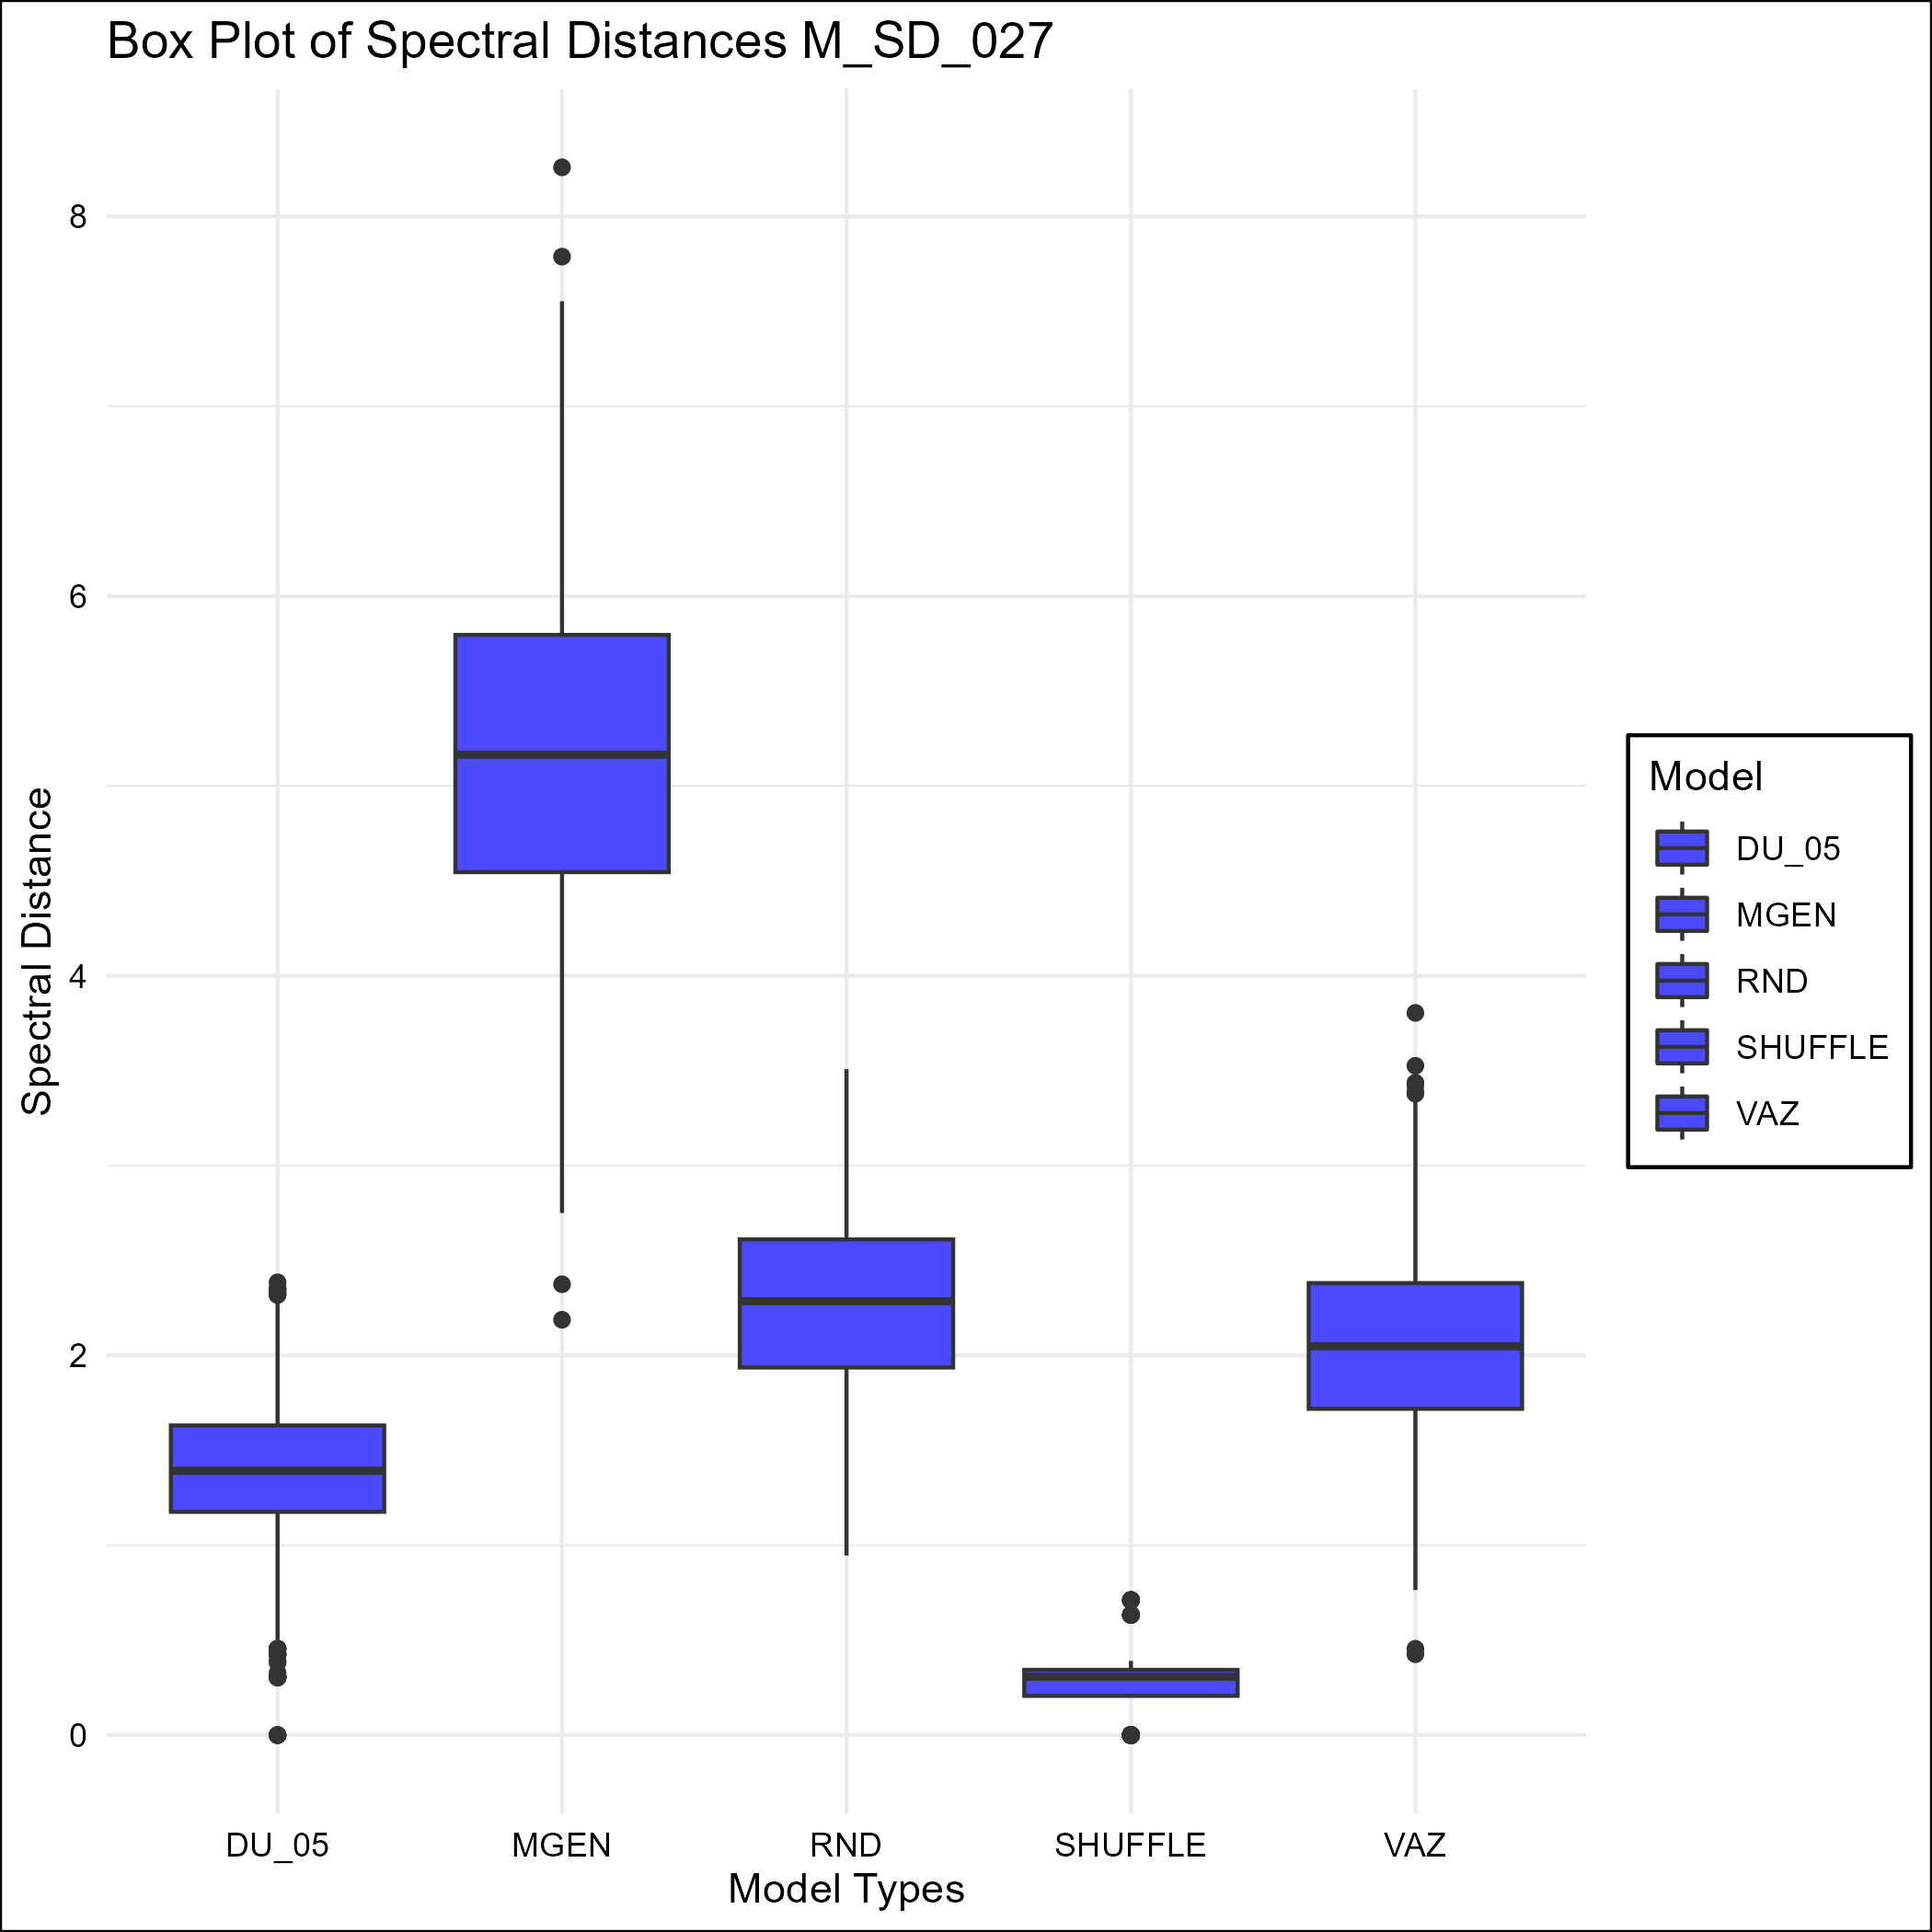 Box Plot of Spectral Distances M_SD_027
8
6
4
2
0
Spectral Distance
DU_05
MGEN
RND
SHUFFLE
VAZ
Model Types
Model
DU_05
MGEN
RND
SHUFFLE
VAZ